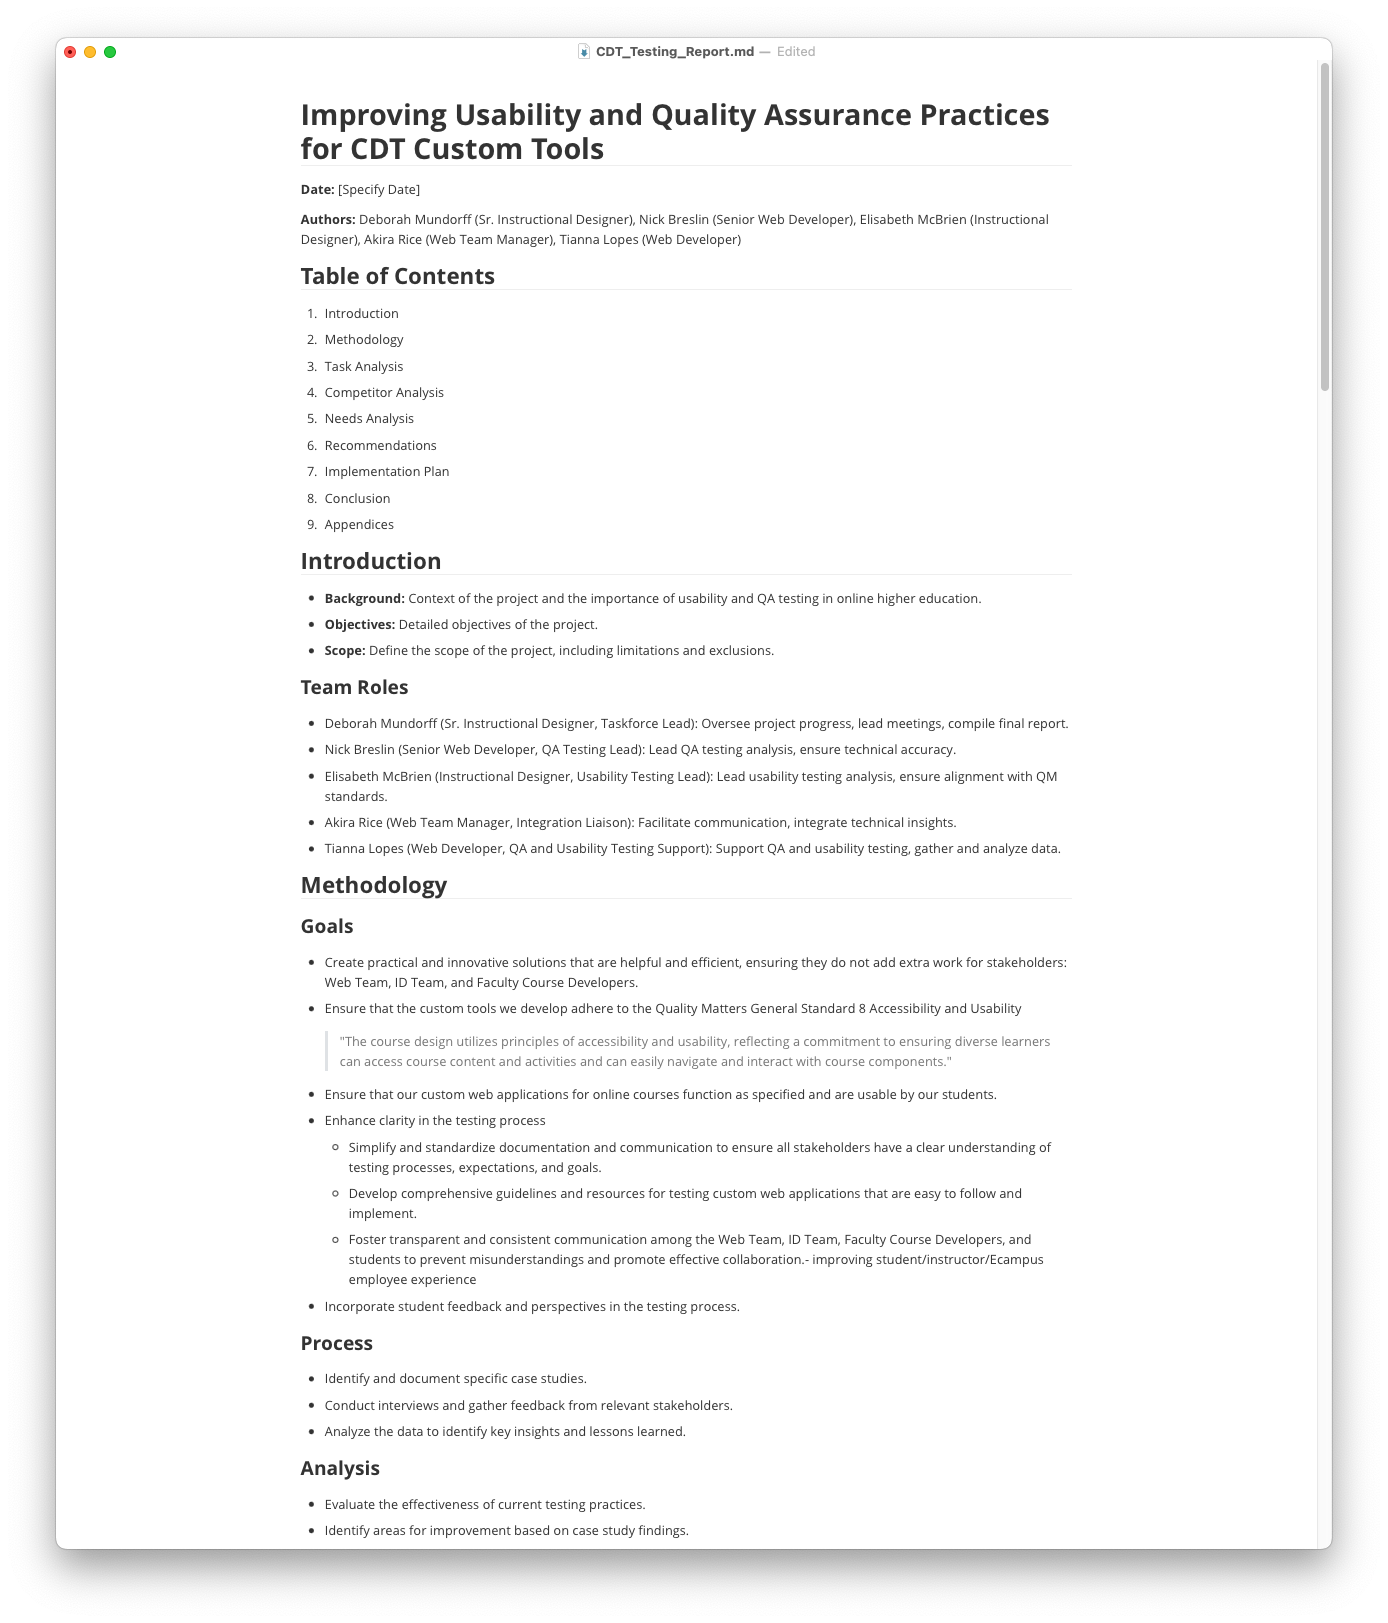 CDT_Testing_Report.md — Edited
Improving Usability and Quality Assurance Practices
for CDT Custom Tools
Date: [Specify Date]
Authors: Deborah Mundorff (Sr. Instructional Designer), Nick Breslin (Senior Web Developer), Elisabeth McBrien (Instructional
Designer), Akira Rice (Web Team Manager), Tianna Lopes (Web Developer)
Table of Contents
1. Introduction
2. Methodology
3. Task Analysis
4. Competitor Analysis
5. Needs Analysis
6. Recommendations
7. Implementation Plan
8. Conclusion
9. Appendices
Introduction
• Background: Context of the project and the importance of usability and QA testing in online higher education.
• Objectives: Detailed objectives of the project.
• Scope: Define the scope of the project, including limitations and exclusions.
Team Roles
• Deborah Mundorff (Sr. Instructional Designer, Taskforce Lead): Oversee project progress, lead meetings, compile final report.
• Nick Breslin (Senior Web Developer, QA Testing Lead): Lead QA testing analysis, ensure technical accuracy.
• Elisabeth McBrien (Instructional Designer, Usability Testing Lead): Lead usability testing analysis, ensure alignment with QM
standards.
• Akira Rice (Web Team Manager, Integration Liaison): Facilitate communication, integrate technical insights.
• Tianna Lopes (Web Developer, QA and Usability Testing Support): Support QA and usability testing, gather and analyze data.
Methodology
Goals
• Create practical and innovative solutions that are helpful and efficient, ensuring they do not add extra work for stakeholders:
Web Team, ID Team, and Faculty Course Developers.
• Ensure that the custom tools we develop adhere to the Quality Matters General Standard 8 Accessibility and Usability
"The course design utilizes principles of accessibility and usability, reflecting a commitment to ensuring diverse learners
can access course content and activities and can easily navigate and interact with course components."
• Ensure that our custom web applications for online courses function as specified and are usable by our students.
• Enhance clarity in the testing process
◦ Simplify and standardize documentation and communication to ensure all stakeholders have a clear understanding of
testing processes, expectations, and goals.
◦ Develop comprehensive guidelines and resources for testing custom web applications that are easy to follow and
implement.
◦ Foster transparent and consistent communication among the Web Team, ID Team, Faculty Course Developers, and
students to prevent misunderstandings and promote effective collaboration.- improving student/instructor/Ecampus
employee experience
• Incorporate student feedback and perspectives in the testing process.
Process
• Identify and document specific case studies.
• Conduct interviews and gather feedback from relevant stakeholders.
• Analyze the data to identify key insights and lessons learned.
Analysis
• Evaluate the effectiveness of current testing practices.
• Identify areas for improvement based on case study findings.